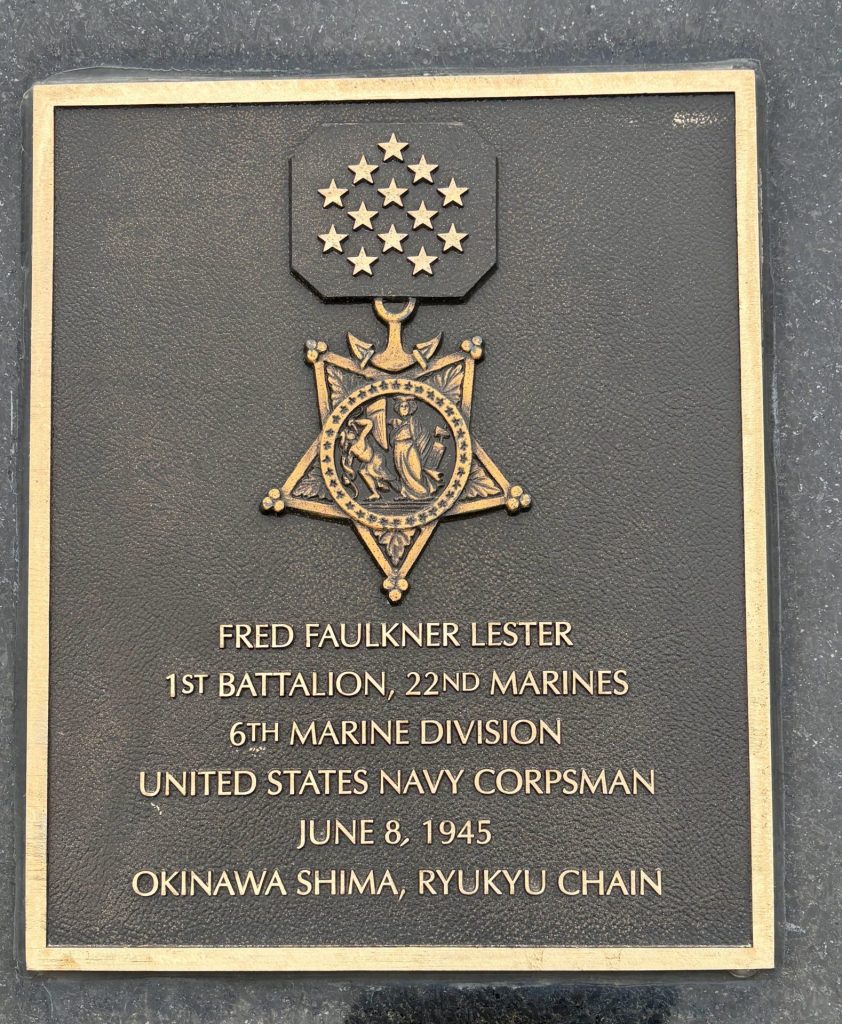 FRED FAULKNER LESTER
1ST BATTALION, 22ND MARINES
6TH MARINE DIVISION
UNITED STATES NAVY CORPSMAN
JUNE 8, 1945
OKINAWA SHIMA, RYUKYU CHAIN